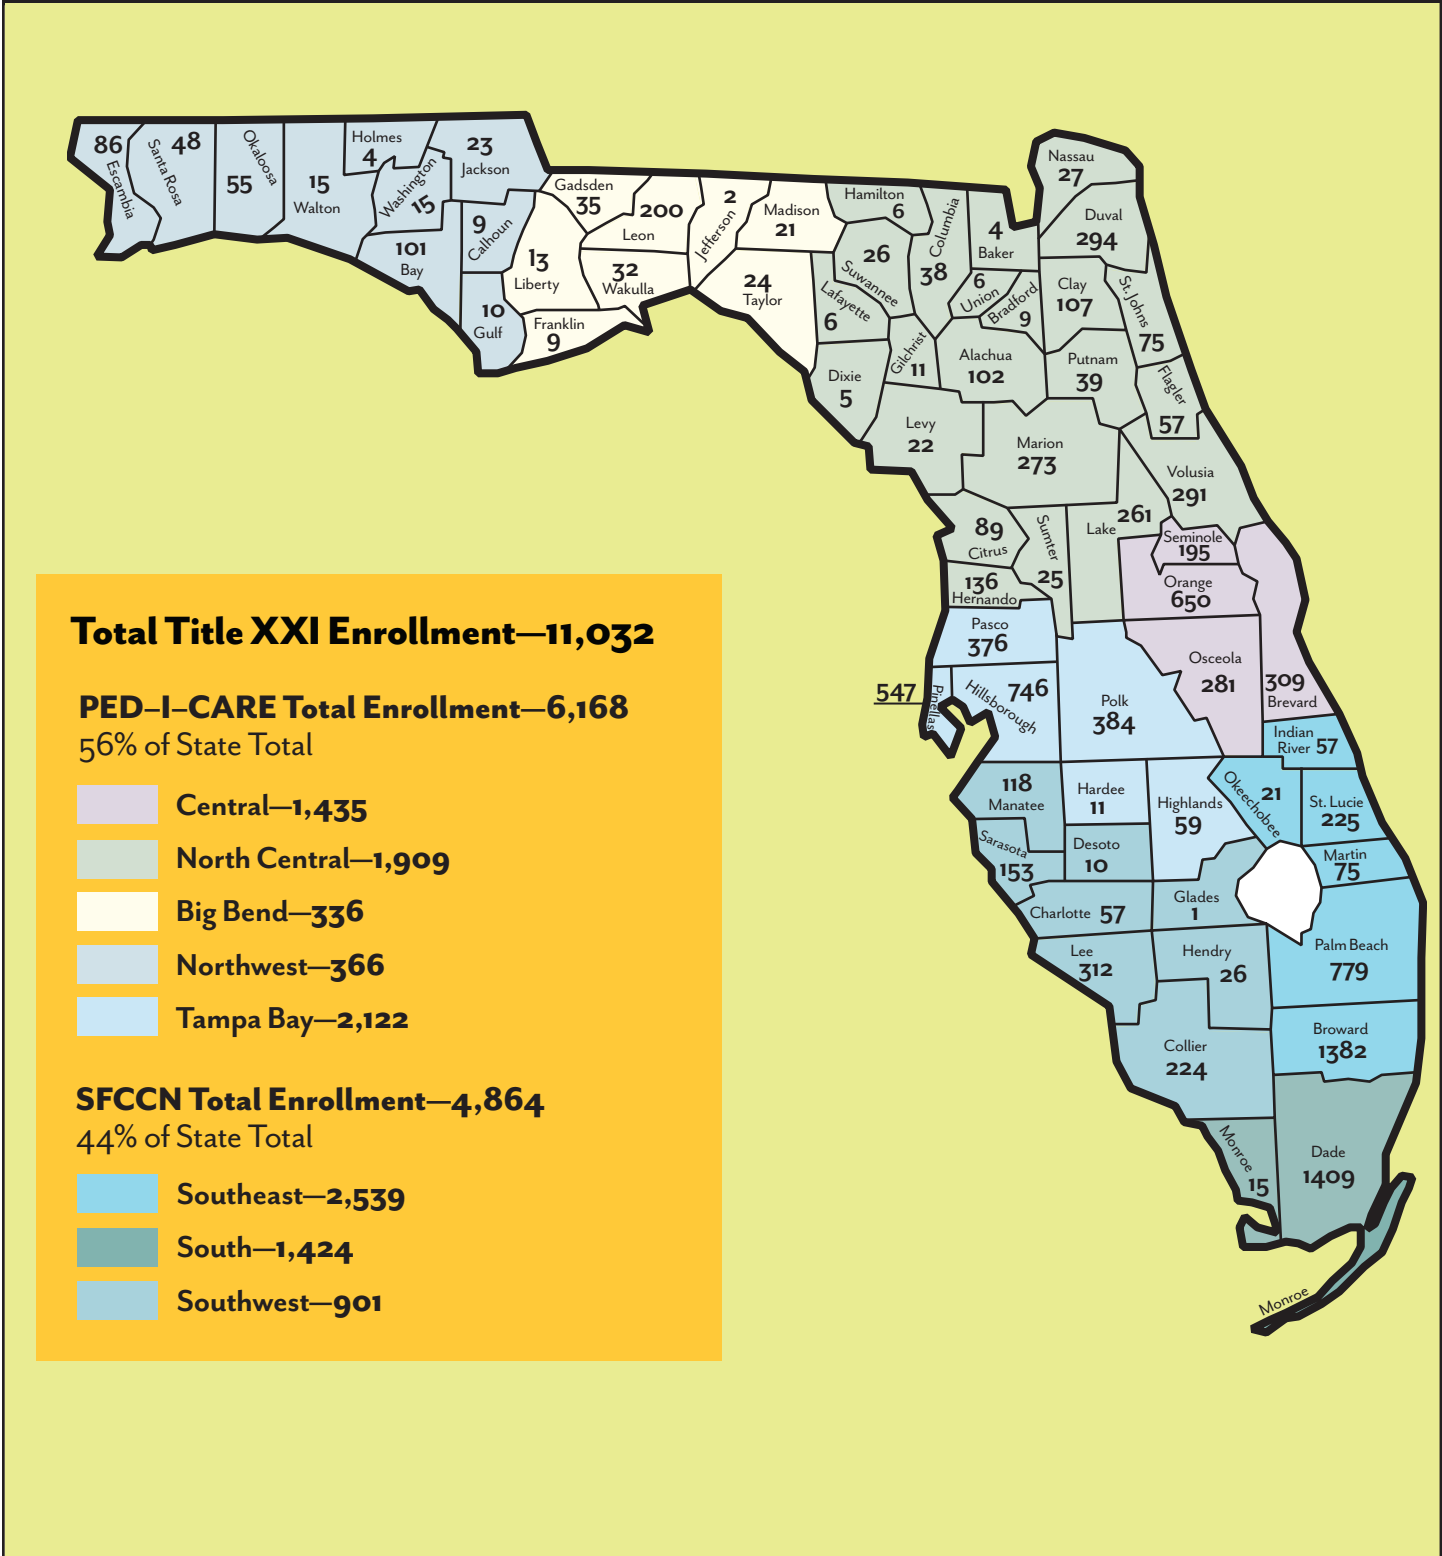 86
Escambia
48
Santa Rosa
Okaloosa
55
15
Walton
Holmes
4
Washington
15
23
Jackson
101
Bay
9
Calhoun
10
Gulf
Gadsden
35
13
Liberty
200
Leon
32
Wakulla
Franklin
9
2
Jefferson
Madison
21
24
Taylor
Hamilton
6
26
Suwannee
Lafayette
6
Columbia
38
4
Baker
Nassau
27
Duval
294
6
Union
Bradford
9
Clay
107
St. Johns
75
Dixie
5
Gilchrist
11
Alachua
102
Putnam
39
Flagler
57
Levy
22
Marion
273
Volusia
291
89
Citrus
Sumter
25
Lake
261
Seminole
195
136
Hernando
Orange
650
Pasco
376
Osceola
281
309
Brevard
547
Pinellas
Hillsborough
746
Polk
384
Indian
River 57
118
Manatee
Hardee
11
Highlands
59
Okeechobee
21
St. Lucie
225
Sarasota
153
Desoto
10
Martin
75
Charlotte 57
Glades
1
Lee
312
Hendry
26
Palm Beach
779
Collier
224
Broward
1382
Monroe
15
Dade
1409
Monroe
Total Title XXI Enrollment—11,032
PED–I–CARE Total Enrollment—6,168
56% of State Total
Central—1,435
North Central—1,909
Big Bend—336
Northwest—366
Tampa Bay—2,122
SFCCN Total Enrollment—4,864
44% of State Total
Southeast—2,539
South—1,424
Southwest—901